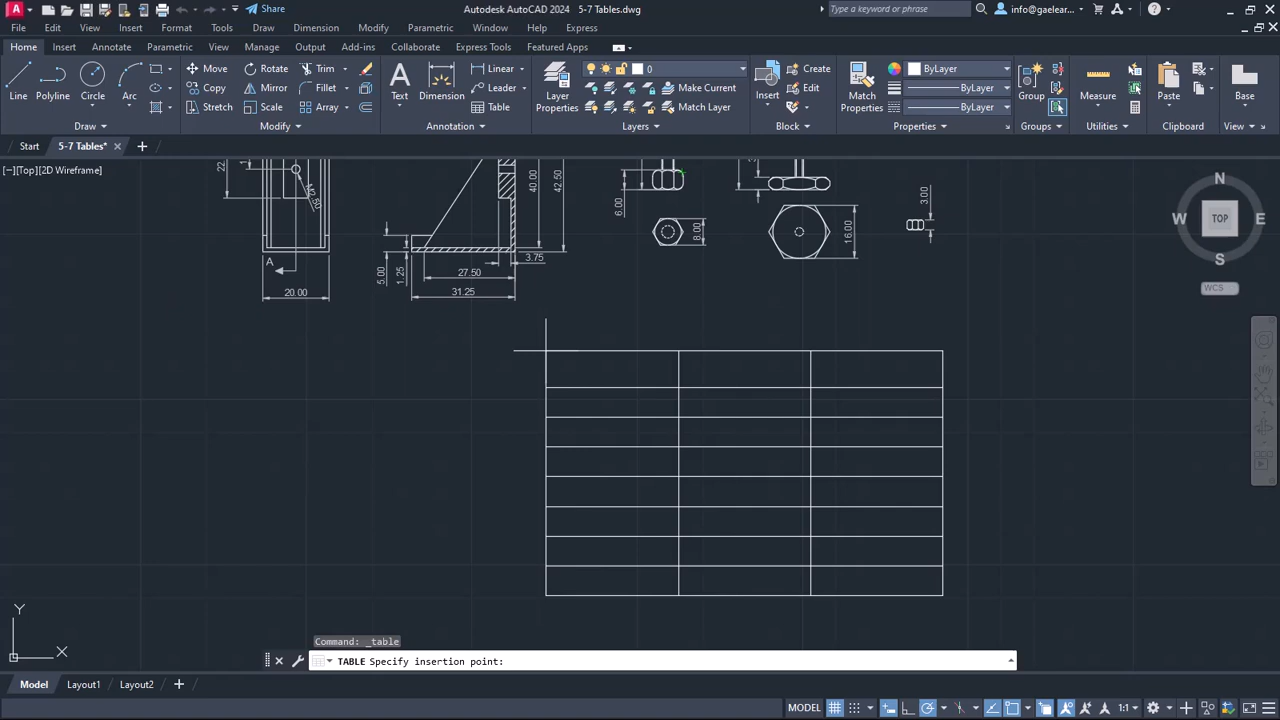 Share
Autodesk AutoCAD 2024 5-7 Tables.dwg
Type a keyword or phrase
info@gaelear...
File Edit View Insert Format Tools Draw Dimension Modify Parametric Window Help Express
Home Insert Annotate Parametric View Manage Output Add-ins Collaborate Express Tools Featured Apps
Line Polyline Circle Arc
Move Rotate Trim
Copy Mirror Fillet
Stretch Scale Array
Text Dimension
Linear
Leader
Table
Layer Properties
0
Make Current
Match Layer
Insert
Create
Edit
Match Properties
ByLayer
ByLayer
ByLayer
Group
Measure
Paste
Base
Draw Modify Annotation Layers Block Properties Groups Utilities Clipboard View
Start 5-7 Tables*
[−][Top][2D Wireframe]
22
M2.50
A
20.00
5.00
1.25
27.50
31.25
3.75
40.00
42.50
6.00
8.00
16.00
3.00
N
W TOP E
S
WCS
Y
X
Command: _table
TABLE Specify insertion point:
Model Layout1 Layout2
MODEL
1:1